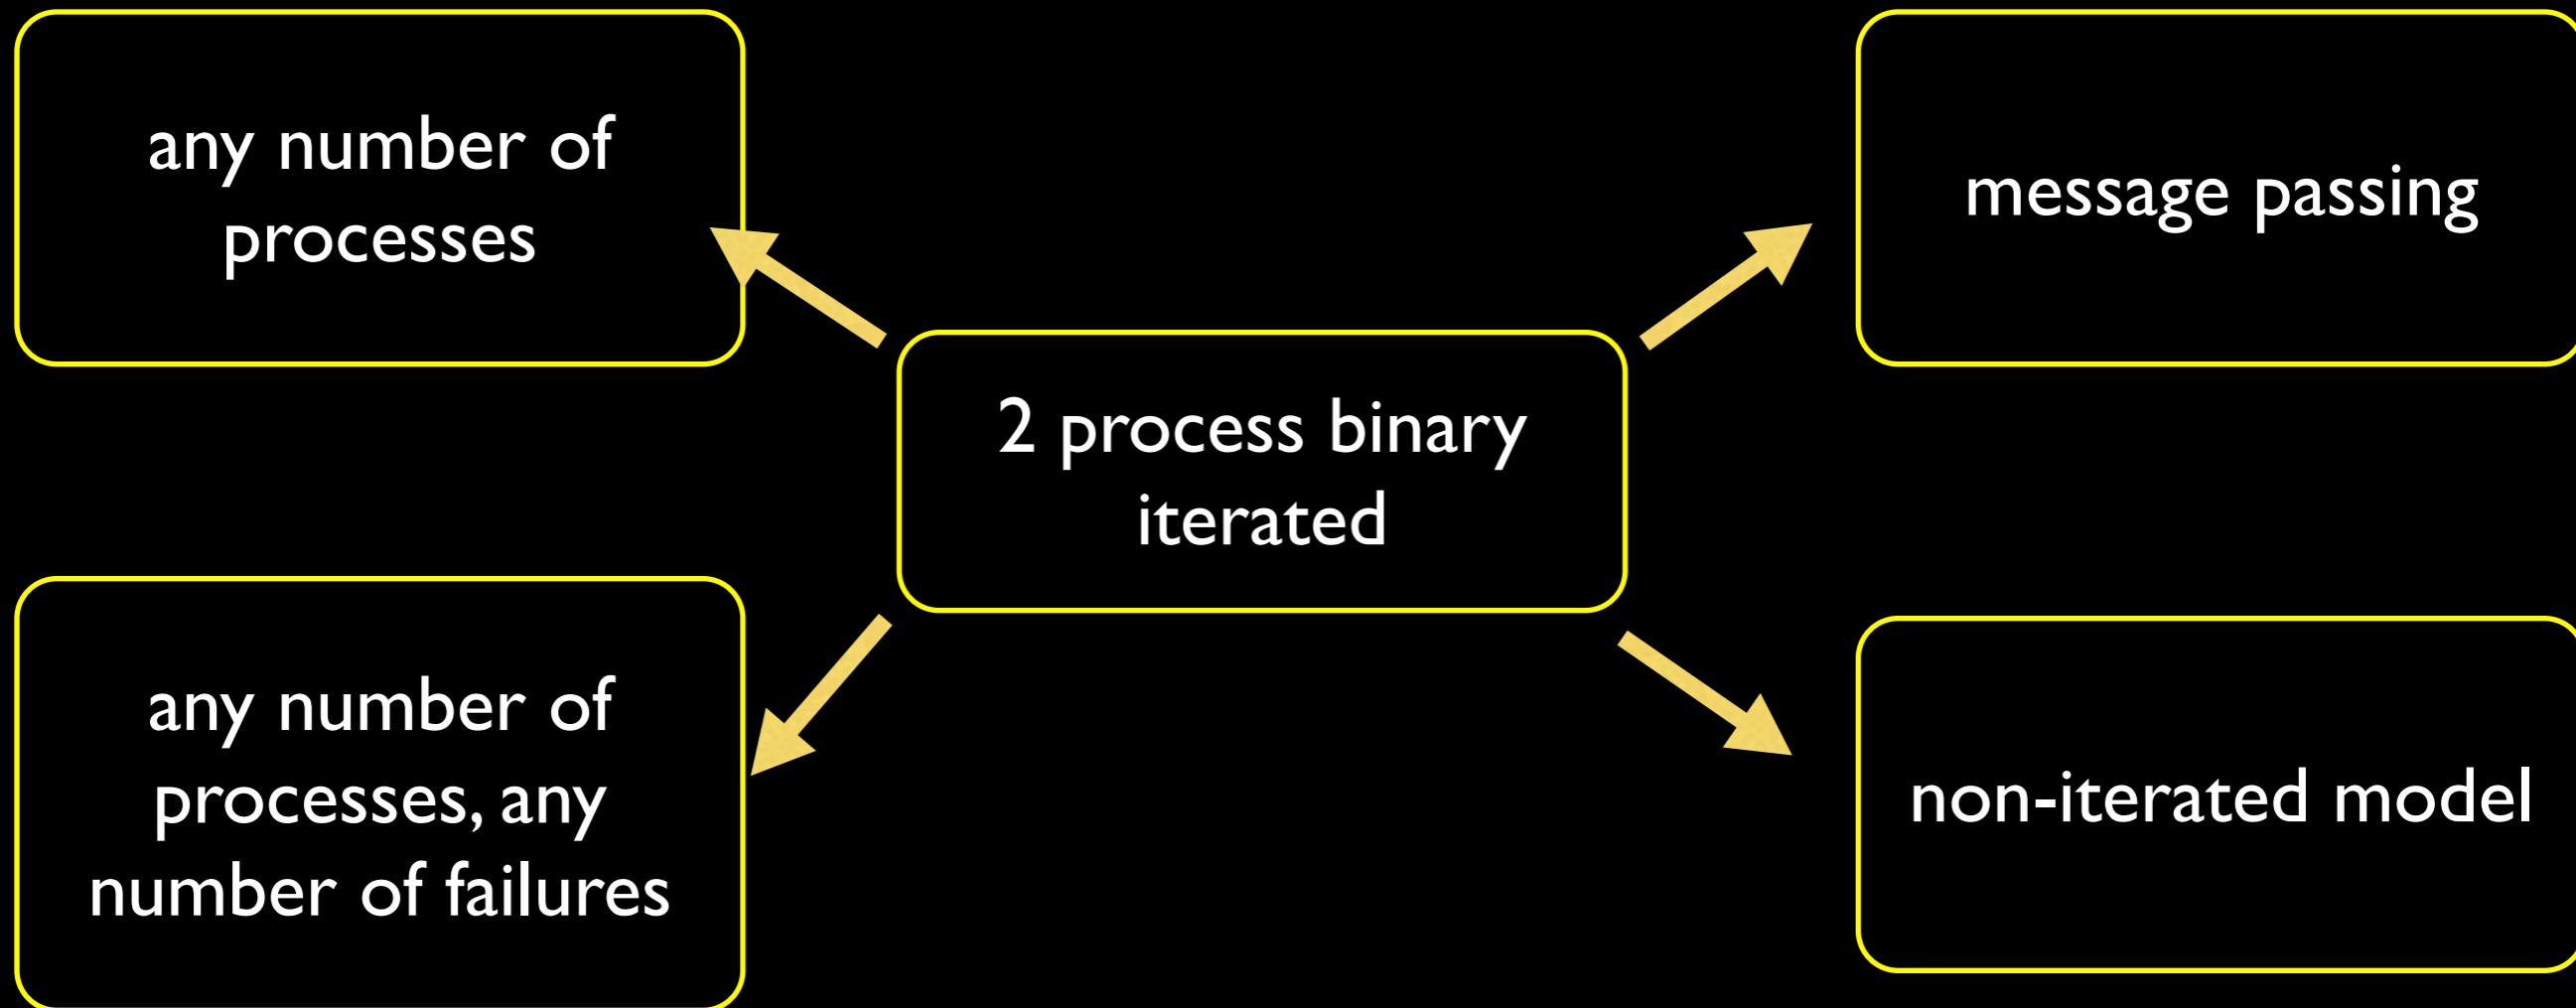 any number of
processes
message passing
2 process binary
iterated
any number of
processes, any
number of failures
non-iterated model